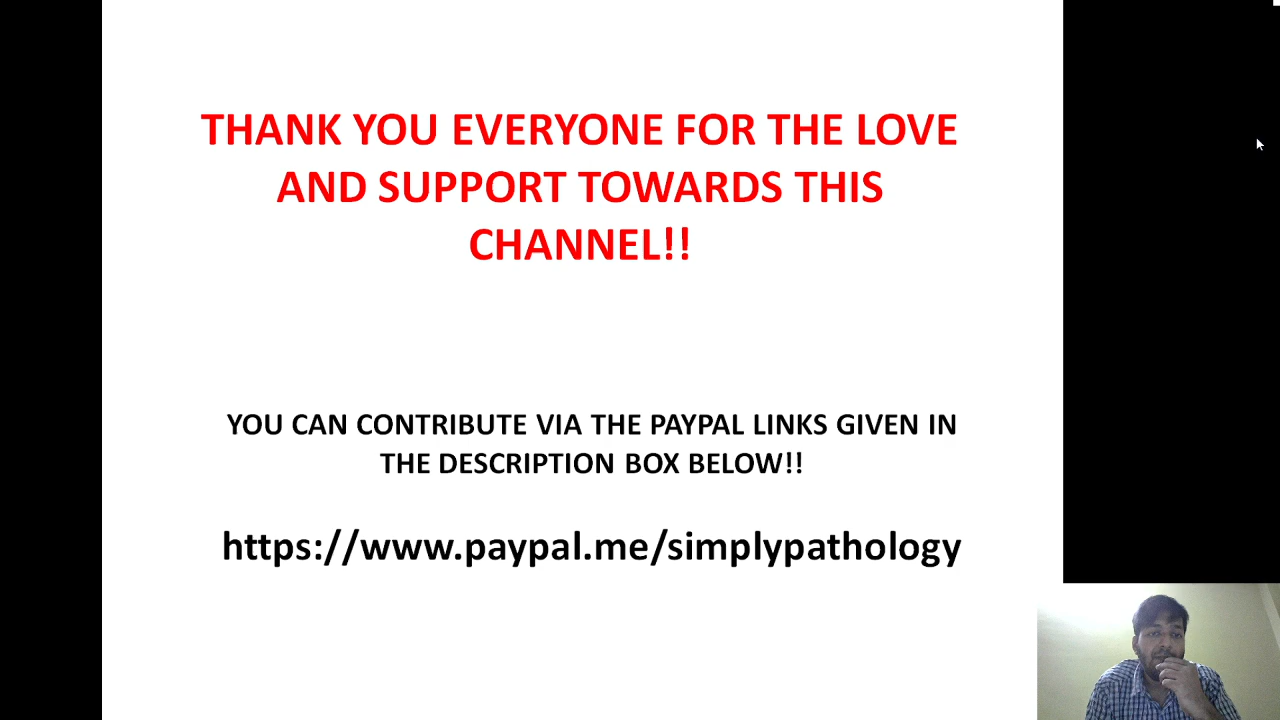 THANK YOU EVERYONE FOR THE LOVE
AND SUPPORT TOWARDS THIS
CHANNEL!!
YOU CAN CONTRIBUTE VIA THE PAYPAL LINKS GIVEN IN
THE DESCRIPTION BOX BELOW!!
https://www.paypal.me/simplypathology